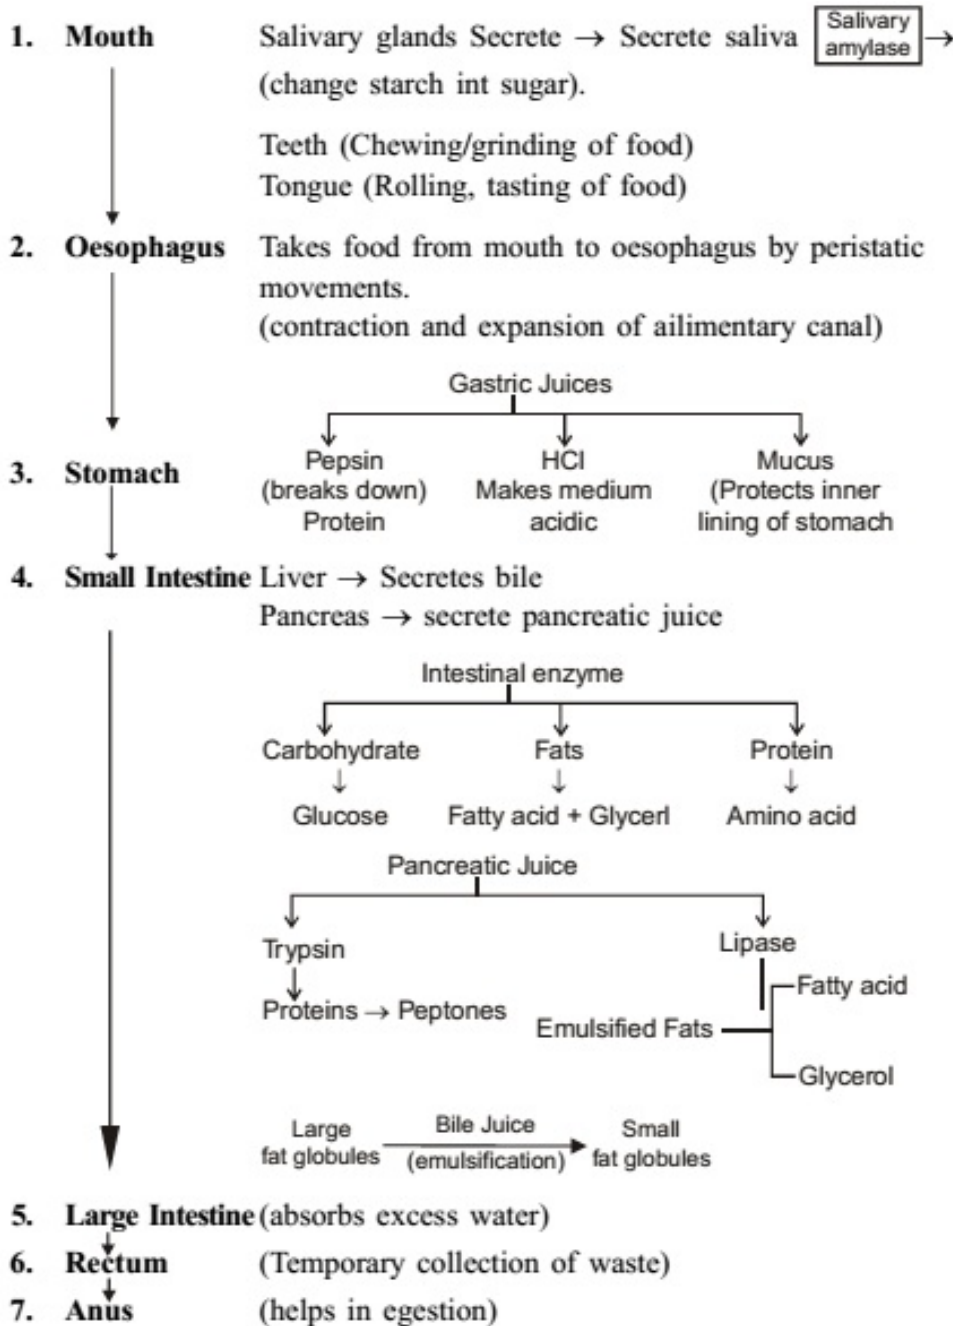 1. Mouth Salivary glands Secrete → Secrete saliva Salivary amylase →
(change starch int sugar).
Teeth (Chewing/grinding of food)
Tongue (Rolling, tasting of food)
2. Oesophagus Takes food from mouth to oesophagus by peristatic
movements.
(contraction and expansion of ailimentary canal)
Gastric Juices
3. Stomach
Pepsin HCl Mucus
(breaks down) Makes medium (Protects inner
Protein acidic lining of stomach
4. Small Intestine Liver → Secretes bile
Pancreas → secrete pancreatic juice
Intestinal enzyme
Carbohydrate Fats Protein
Glucose Fatty acid + Glycerl Amino acid
Pancreatic Juice
Trypsin Lipase
Proteins → Peptones
Fatty acid
Emulsified Fats
Glycerol
Large Bile Juice Small
fat globules (emulsification) fat globules
5. Large Intestine (absorbs excess water)
6. Rectum (Temporary collection of waste)
7. Anus (helps in egestion)